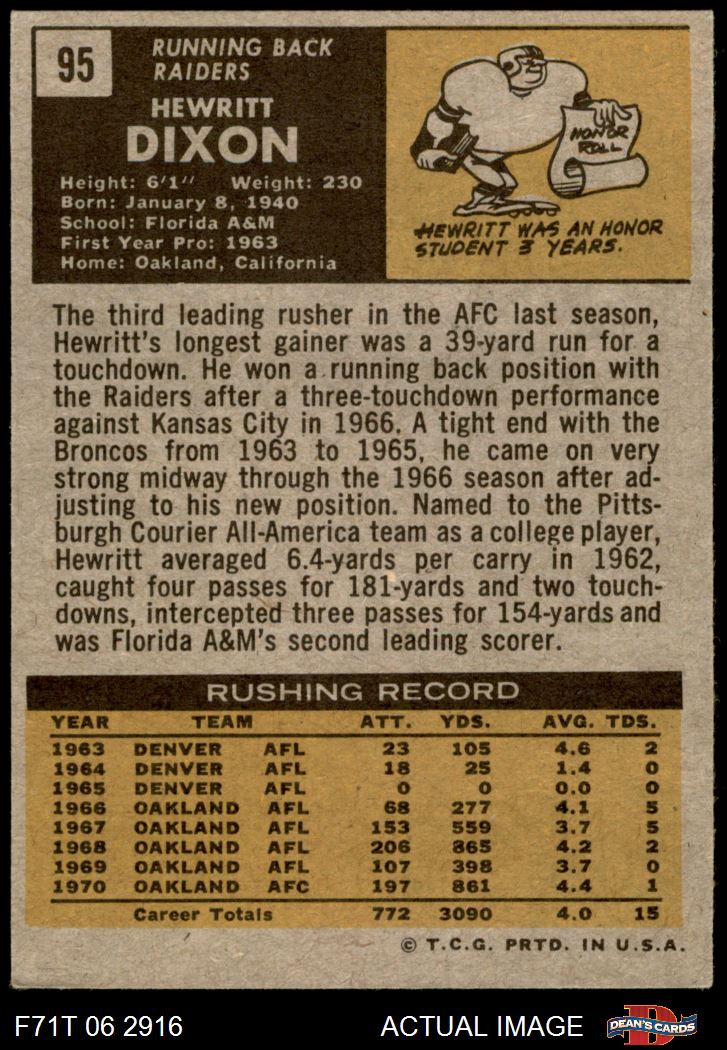 95
RUNNING BACK
RAIDERS
HEWRITT
DIXON
Height: 6'1" Weight: 230
Born: January 8, 1940
School: Florida A&M
First Year Pro: 1963
Home: Oakland, California
HONOR
ROLL
HEWRITT WAS AN HONOR
STUDENT 3 YEARS.
The third leading rusher in the AFC last season,
Hewritt's longest gainer was a 39-yard run for a
touchdown. He won a running back position with
the Raiders after a three-touchdown performance
against Kansas City in 1966. A tight end with the
Broncos from 1963 to 1965, he came on very
strong midway through the 1966 season after ad-
justing to his new position. Named to the Pitts-
burgh Courier All-America team as a college player,
Hewritt averaged 6.4-yards per carry in 1962,
caught four passes for 181-yards and two touch-
downs, intercepted three passes for 154-yards and
was Florida A&M's second leading scorer.
RUSHING RECORD
YEAR TEAM ATT. YDS. AVG. TDS.
1963 DENVER AFL 23 105 4.6 2
1964 DENVER AFL 18 25 1.4 0
1965 DENVER AFL 0 0 0.0 0
1966 OAKLAND AFL 68 277 4.1 5
1967 OAKLAND AFL 153 559 3.7 5
1968 OAKLAND AFL 206 865 4.2 2
1969 OAKLAND AFL 107 398 3.7 0
1970 OAKLAND AFC 197 861 4.4 1
Career Totals 772 3090 4.0 15
© T.C.G. PRTD. IN U.S.A.
F71T 06 2916 ACTUAL IMAGE D DEAN'S CARDS